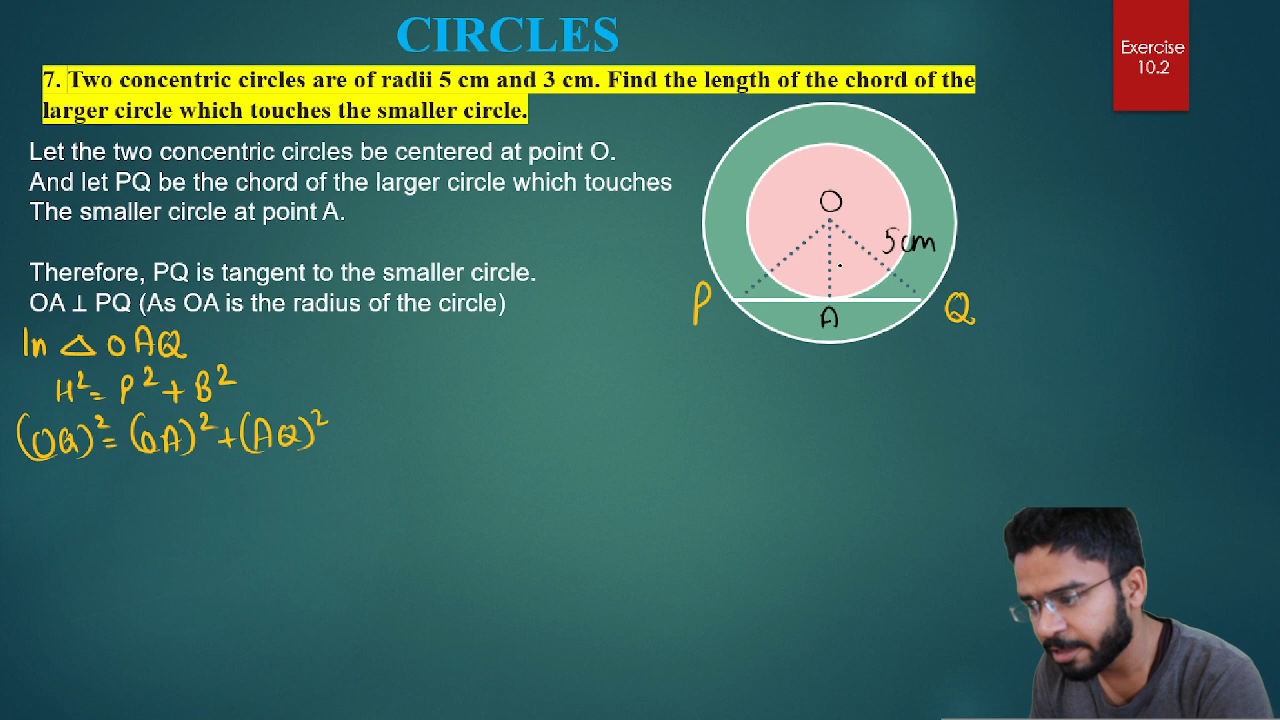 CIRCLES
Exercise
10.2
7. Two concentric circles are of radii 5 cm and 3 cm. Find the length of the chord of the
larger circle which touches the smaller circle.
Let the two concentric circles be centered at point O.
And let PQ be the chord of the larger circle which touches
The smaller circle at point A.
Therefore, PQ is tangent to the smaller circle.
OA ⊥ PQ (As OA is the radius of the circle)
In △ OAQ
H² = P² + B²
(OQ)² = (OA)² + (AQ)²
O
5cm
P
A
Q